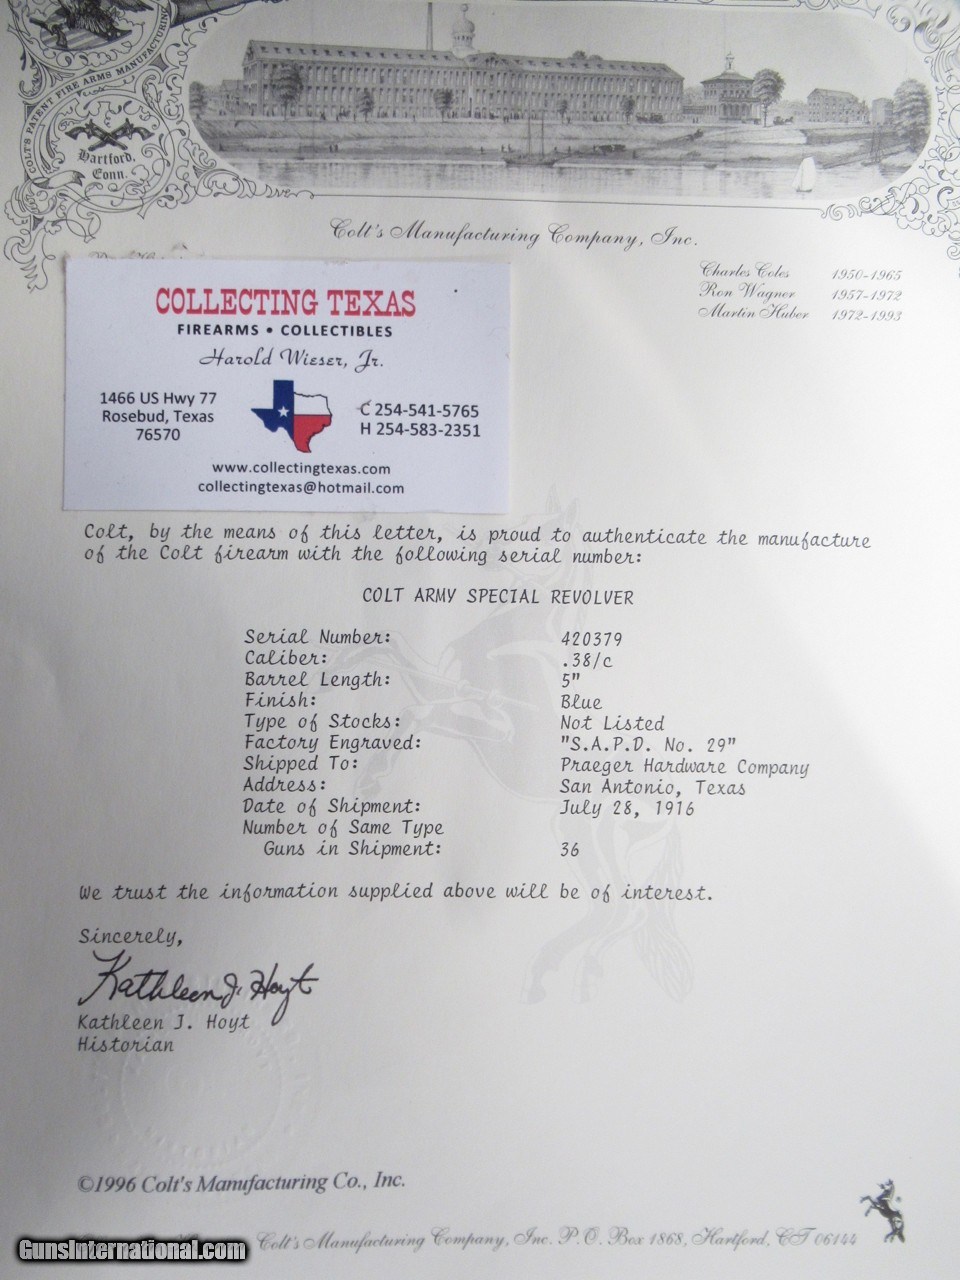 COLT'S PATENT FIRE ARMS MANUFACTURING
Hartford,
Conn.
Colt's Manufacturing Company, Inc.
Charles Coles 1950-1965
Ron Wagner 1957-1972
Martin Huber 1972-1993
COLLECTING TEXAS
FIREARMS • COLLECTIBLES
Harold Wieser, Jr.
1466 US Hwy 77
Rosebud, Texas
76570
C 254-541-5765
H 254-583-2351
www.collectingtexas.com
collectingtexas@hotmail.com
Colt, by the means of this letter, is proud to authenticate the manufacture
of the Colt firearm with the following serial number:
COLT ARMY SPECIAL REVOLVER
Serial Number: 420379
Caliber: .38/c
Barrel Length: 5"
Finish: Blue
Type of Stocks: Not Listed
Factory Engraved: "S.A.P.D. No. 29"
Shipped To: Praeger Hardware Company
Address: San Antonio, Texas
Date of Shipment: July 28, 1916
Number of Same Type
Guns in Shipment: 36
We trust the information supplied above will be of interest.
Sincerely,
Kathleen J. Hoyt
Kathleen J. Hoyt
Historian
©1996 Colt's Manufacturing Co., Inc.
Colt's Manufacturing Company, Inc. P.O. Box 1868, Hartford, CT 06144
GunsInternational.com